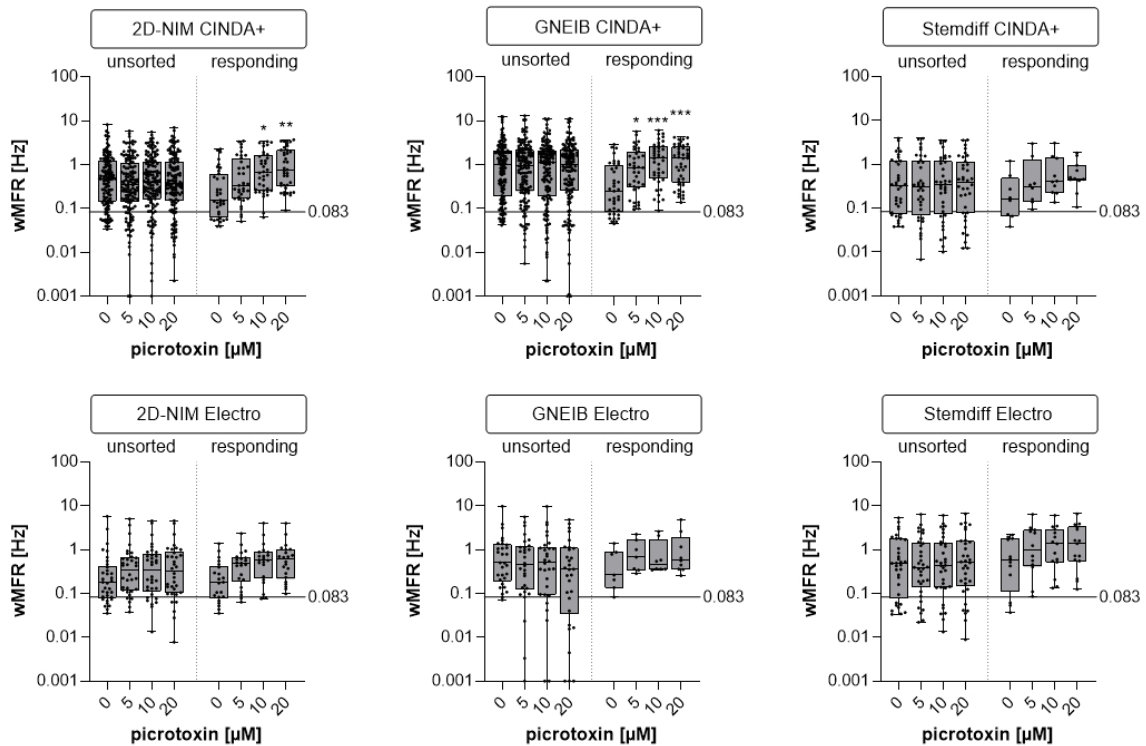 2D-NIM CINDA+
unsorted responding
100
10
1
0.1
0.01
0.001
wMFR [Hz]
* **
0.083
0 5 10 20 0 5 10 20
picrotoxin [µM]
GNEIB CINDA+
unsorted responding
100
10
1
0.1
0.01
0.001
wMFR [Hz]
* *** ***
0.083
0 5 10 20 0 5 10 20
picrotoxin [µM]
Stemdiff CINDA+
unsorted responding
100
10
1
0.1
0.01
0.001
wMFR [Hz]
0.083
0 5 10 20 0 5 10 20
picrotoxin [µM]
2D-NIM Electro
unsorted responding
100
10
1
0.1
0.01
0.001
wMFR [Hz]
0.083
0 5 10 20 0 5 10 20
picrotoxin [µM]
GNEIB Electro
unsorted responding
100
10
1
0.1
0.01
0.001
wMFR [Hz]
0.083
0 5 10 20 0 5 10 20
picrotoxin [µM]
Stemdiff Electro
unsorted responding
100
10
1
0.1
0.01
0.001
wMFR [Hz]
0.083
0 5 10 20 0 5 10 20
picrotoxin [µM]